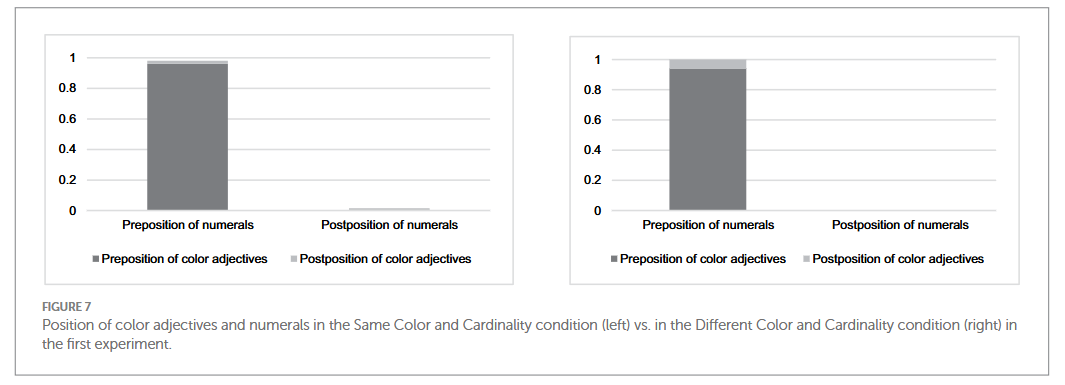 1
0.8
0.6
0.4
0.2
0
Preposition of numerals Postposition of numerals
Preposition of color adjectives Postposition of color adjectives
1
0.8
0.6
0.4
0.2
0
Preposition of numerals Postposition of numerals
Preposition of color adjectives Postposition of color adjectives
FIGURE 7
Position of color adjectives and numerals in the Same Color and Cardinality condition (left) vs. in the Different Color and Cardinality condition (right) in
the first experiment.